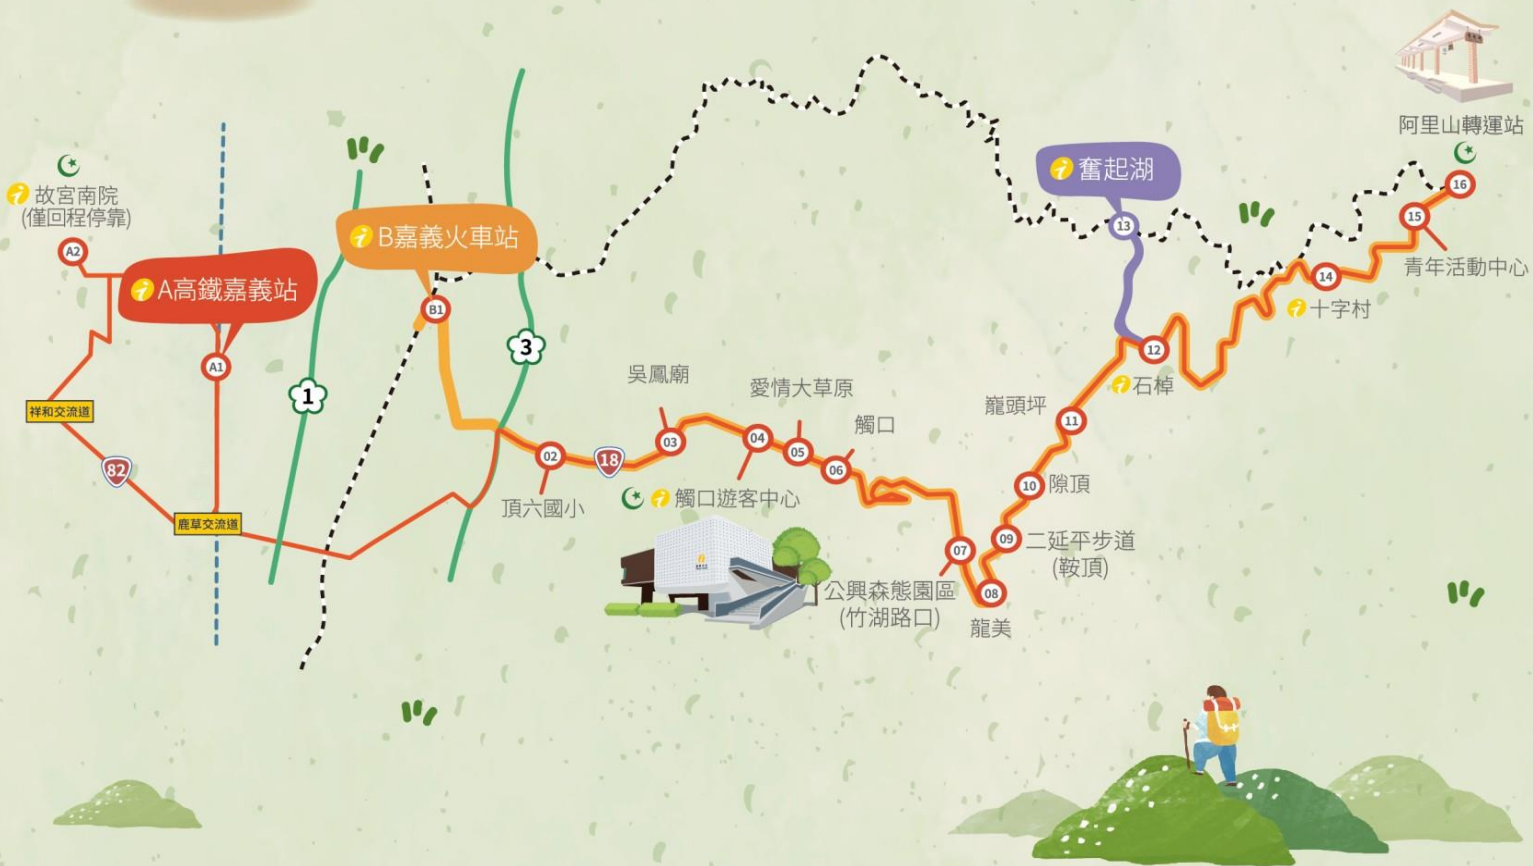 阿里山轉運站
16
15
青年活動中心
14
十字村
奮起湖
13
12
石棹
巃頭坪
11
10
隙頂
09
二延平步道
(鞍頂)
08
龍美
07
公興森態園區
(竹湖路口)
觸口
06
愛情大草原
05
04
觸口遊客中心
吳鳳廟
03
18
02
頂六國小
3
1
B嘉義火車站
B1
A高鐵嘉義站
A1
故宮南院
(僅回程停靠)
A2
祥和交流道
82
鹿草交流道